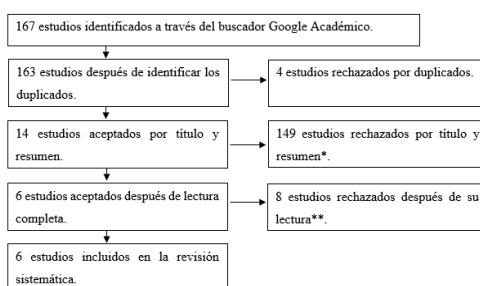 167 estudios identificados a través del buscador Google Académico.
163 estudios después de identificar los
duplicados.
4 estudios rechazados por duplicados.
14 estudios aceptados por título y
resumen.
149 estudios rechazados por título y
resumen*.
6 estudios aceptados después de lectura
completa.
8 estudios rechazados después de su
lectura**.
6 estudios incluidos en la revisión
sistemática.